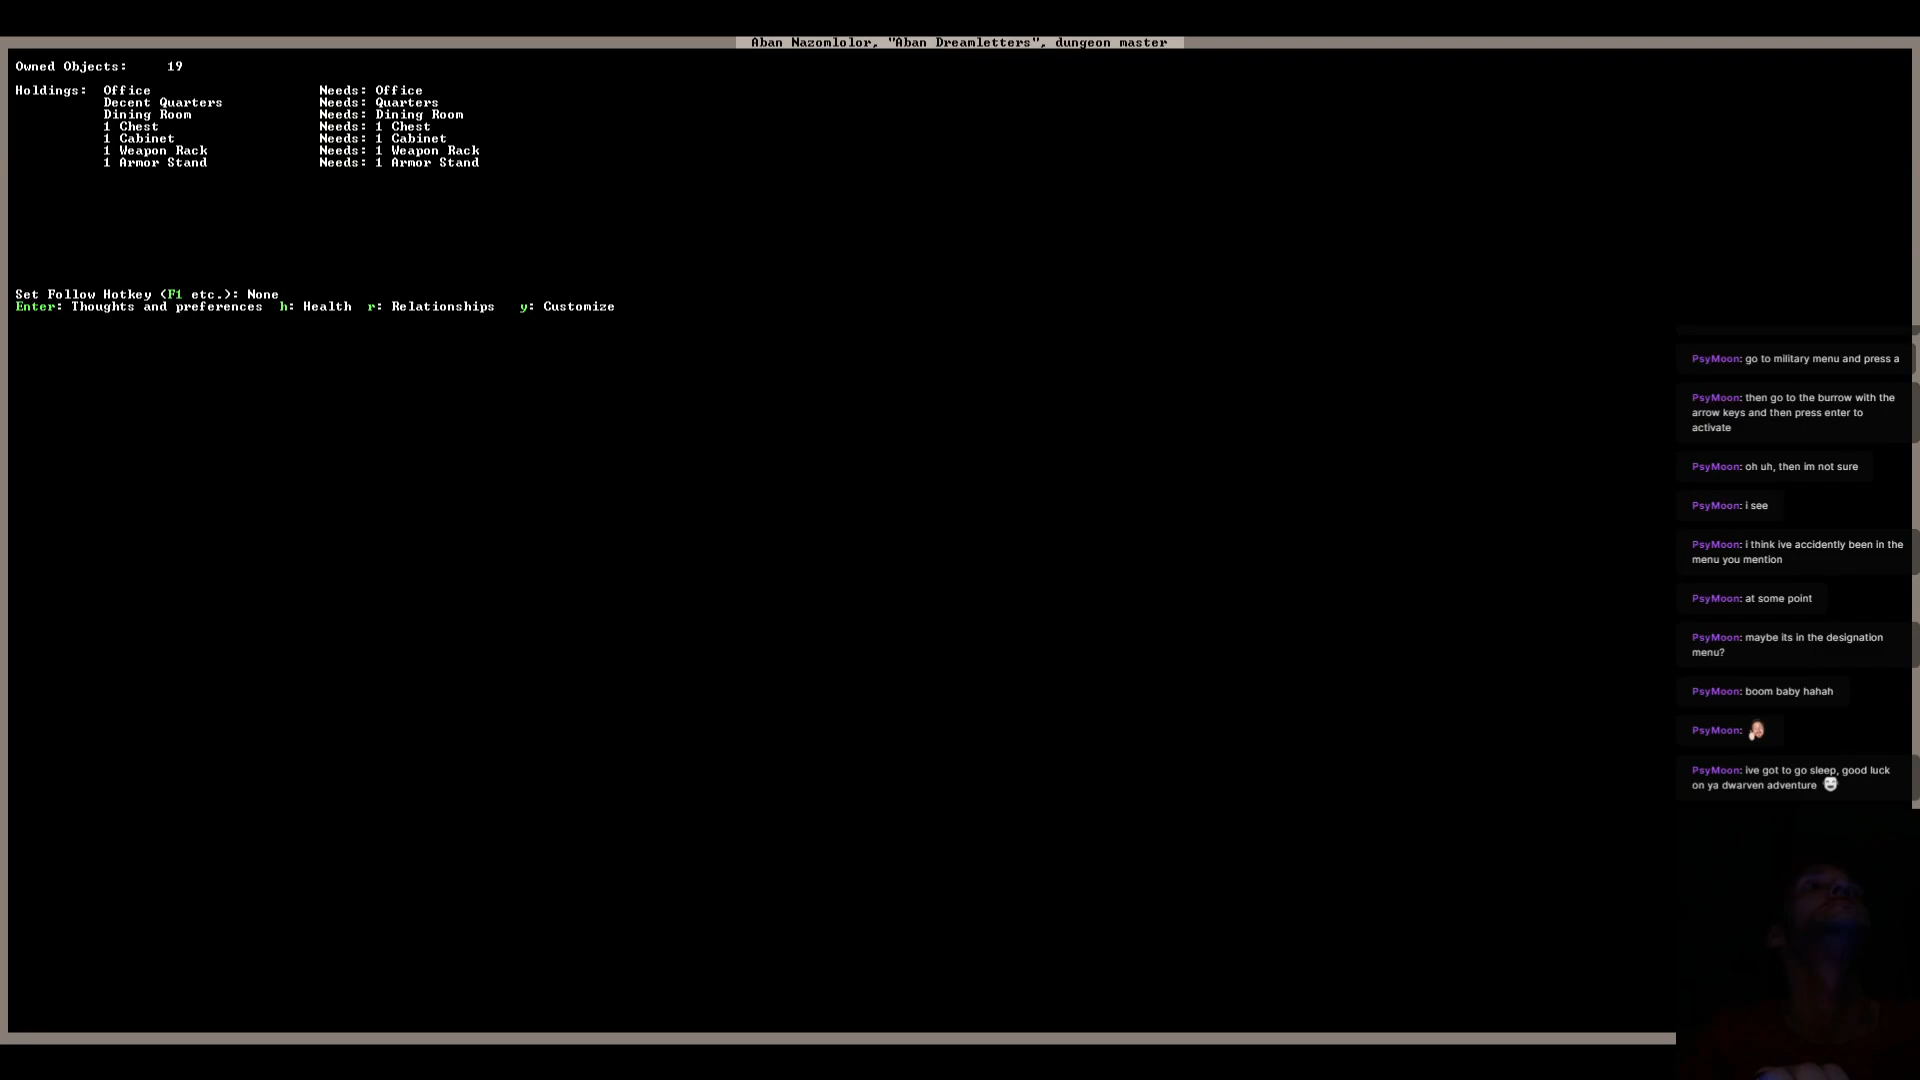 Aban Nazomlolor, "Aban Dreamletters", dungeon master
Owned Objects: 19
Holdings: Office Needs: Office
Decent Quarters Needs: Quarters
Dining Room Needs: Dining Room
1 Chest Needs: 1 Chest
1 Cabinet Needs: 1 Cabinet
1 Weapon Rack Needs: 1 Weapon Rack
1 Armor Stand Needs: 1 Armor Stand
Set Follow Hotkey (F1 etc.): None
Enter: Thoughts and preferences h: Health r: Relationships y: Customize
PsyMoon: go to military menu and press a
PsyMoon: then go to the burrow with the
arrow keys and then press enter to
activate
PsyMoon: oh uh, then im not sure
PsyMoon: i see
PsyMoon: i think ive accidently been in the
menu you mention
PsyMoon: at some point
PsyMoon: maybe its in the designation
menu?
PsyMoon: boom baby hahah
PsyMoon:
PsyMoon: ive got to go sleep, good luck
on ya dwarven adventure